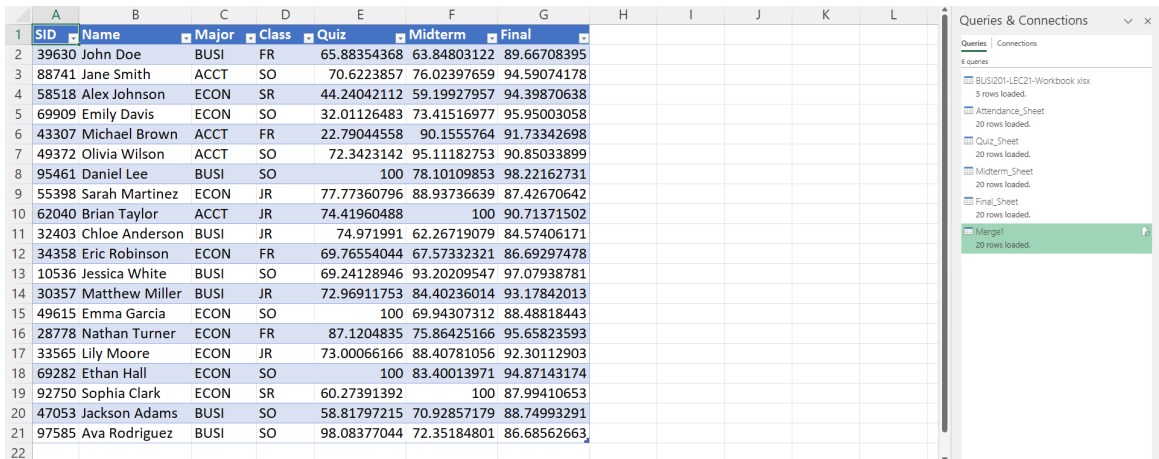 A B C D E F G H I J K L
1 SID Name Major Class Quiz Midterm Final
2 39630 John Doe BUSI FR 65.88354368 63.84803122 89.66708395
3 88741 Jane Smith ACCT SO 70.6223857 76.02397659 94.59074178
4 58518 Alex Johnson ECON SR 44.24042112 59.19927957 94.39870638
5 69909 Emily Davis ECON SO 32.01126483 73.41516977 95.95003058
6 43307 Michael Brown ACCT FR 22.79044558 90.1555764 91.73342698
7 49372 Olivia Wilson ACCT SO 72.3423142 95.11182753 90.85033899
8 95461 Daniel Lee BUSI SO 100 78.10109853 98.22162731
9 55398 Sarah Martinez ECON JR 77.77360796 88.93736639 87.42670642
10 62040 Brian Taylor ACCT JR 74.41960488 100 90.71371502
11 32403 Chloe Anderson BUSI JR 74.971991 62.26719079 84.57406171
12 34358 Eric Robinson ECON FR 69.76554044 67.57332321 86.69297478
13 10536 Jessica White BUSI SO 69.24128946 93.20209547 97.07938781
14 30357 Matthew Miller BUSI JR 72.96911753 84.40236014 93.17842013
15 49615 Emma Garcia ECON SO 100 69.94307312 88.48818443
16 28778 Nathan Turner ECON FR 87.1204835 75.86425166 95.65823593
17 33565 Lily Moore ECON JR 73.00066166 88.40781056 92.30112903
18 69282 Ethan Hall ECON SO 100 83.40013971 94.87143174
19 92750 Sophia Clark ECON SR 60.27391392 100 87.99410653
20 47053 Jackson Adams BUSI SO 58.81797215 70.92857179 88.74993291
21 97585 Ava Rodriguez BUSI SO 98.08377044 72.35184801 86.68562663
22
Queries & Connections
Queries Connections
6 queries
BUSI201-LEC21-Workbook xlsx
5 rows loaded.
Attendance_Sheet
20 rows loaded.
Quiz_Sheet
20 rows loaded.
Midterm_Sheet
20 rows loaded.
Final_Sheet
20 rows loaded.
Merge1
20 rows loaded.